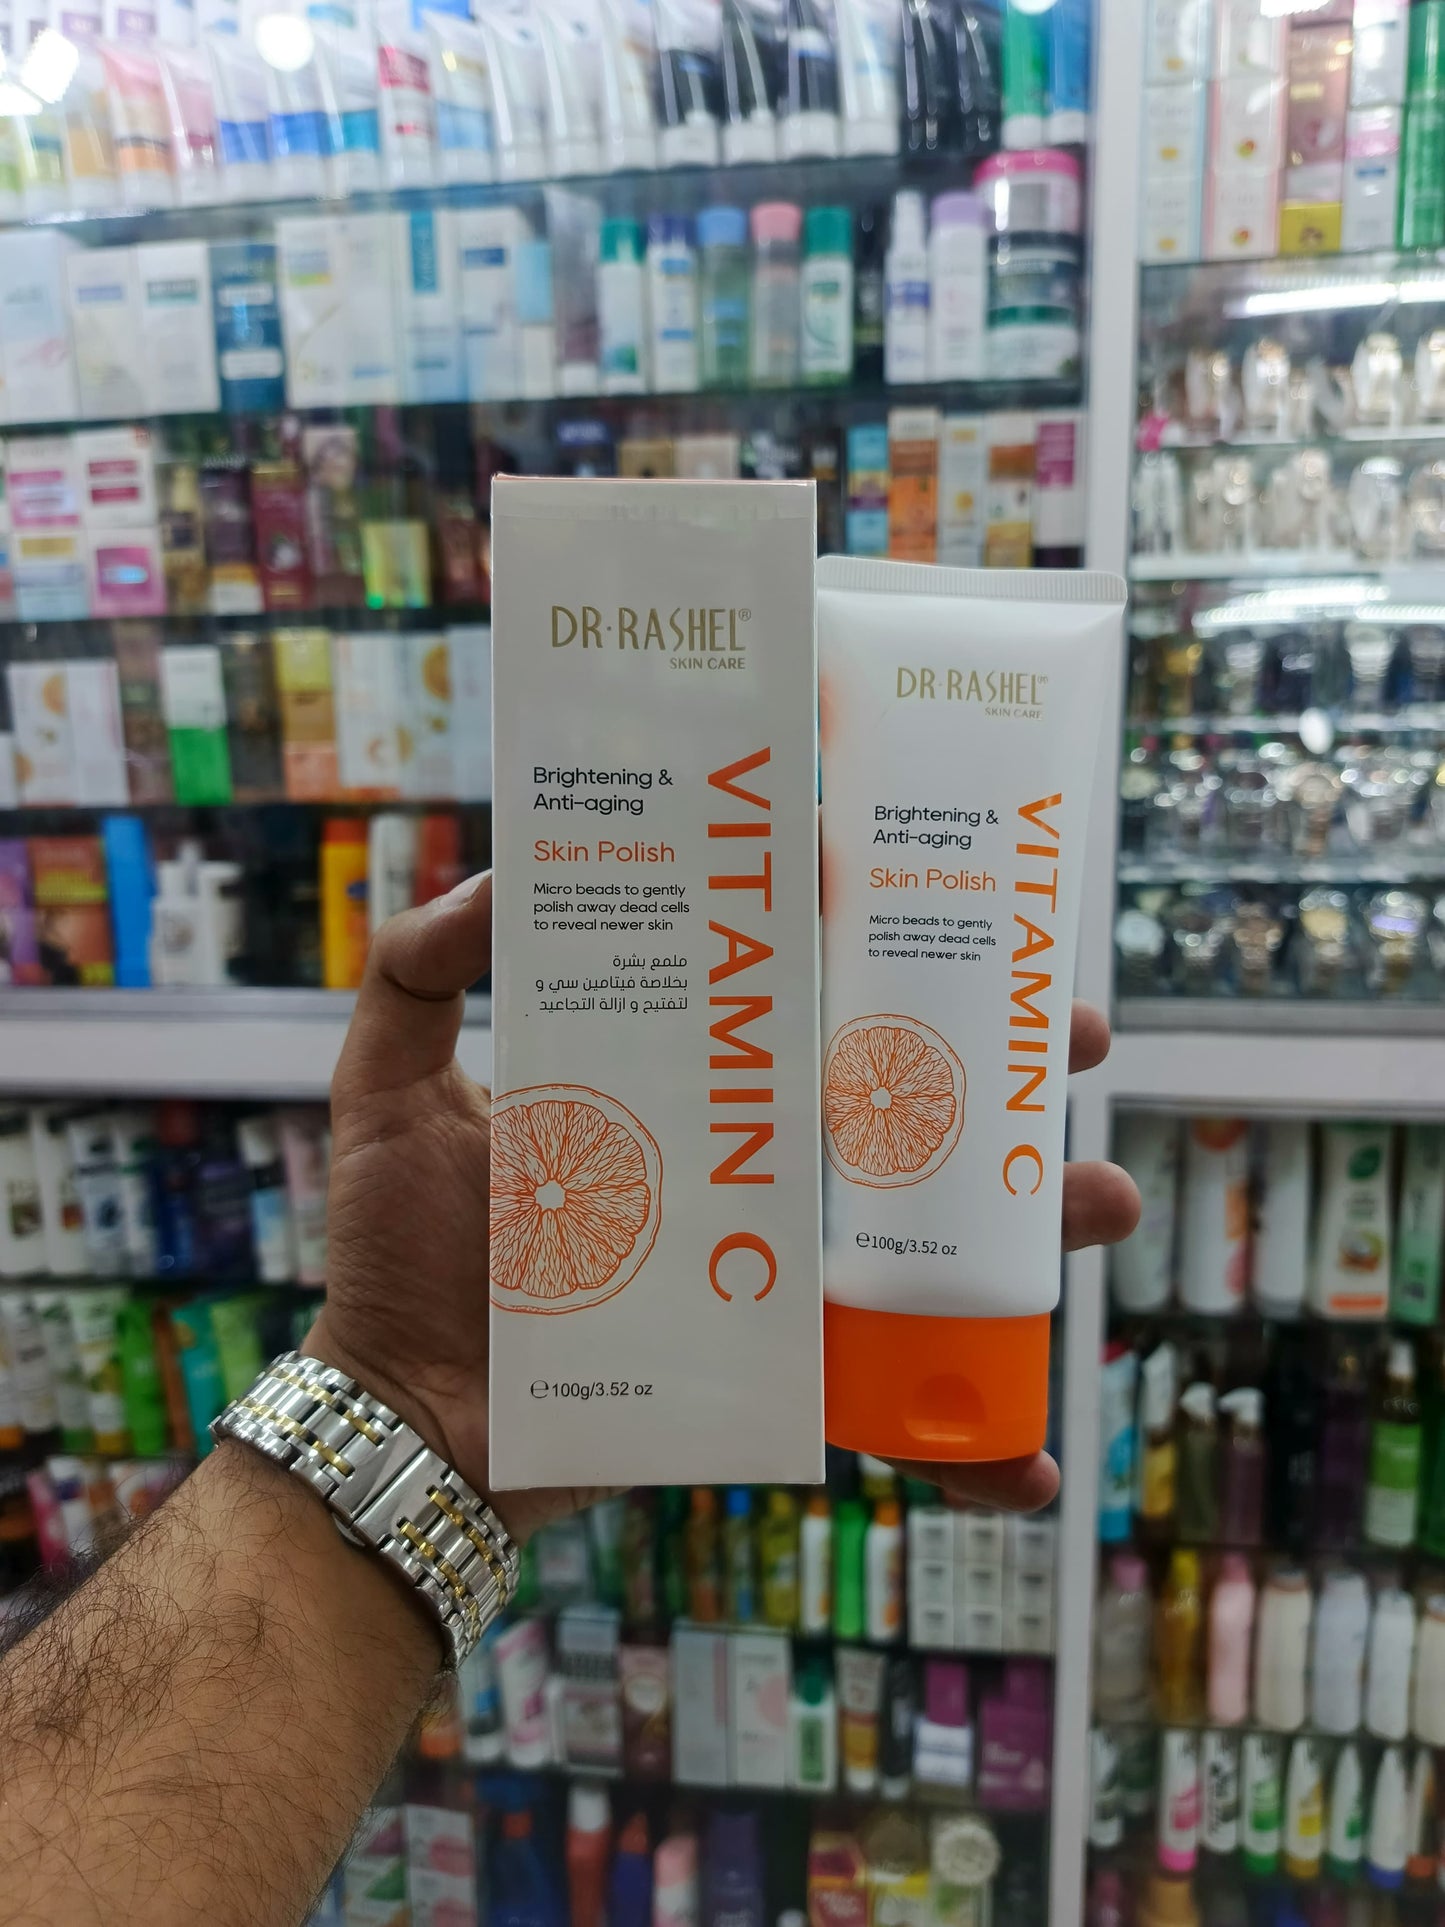 DR·RASHEL®
SKIN CARE
Brightening &
Anti-aging
Skin Polish
Micro beads to gently
polish away dead cells
to reveal newer skin
ملمع بشرة
بخلاصة فيتامين سي و
لتفتيح و ازالة التجاعيد
VITAMIN C
℮100g/3.52 oz
DR·RASHEL®
SKIN CARE
Brightening &
Anti-aging
Skin Polish
Micro beads to gently
polish away dead cells
to reveal newer skin
VITAMIN C
℮100g/3.52 oz